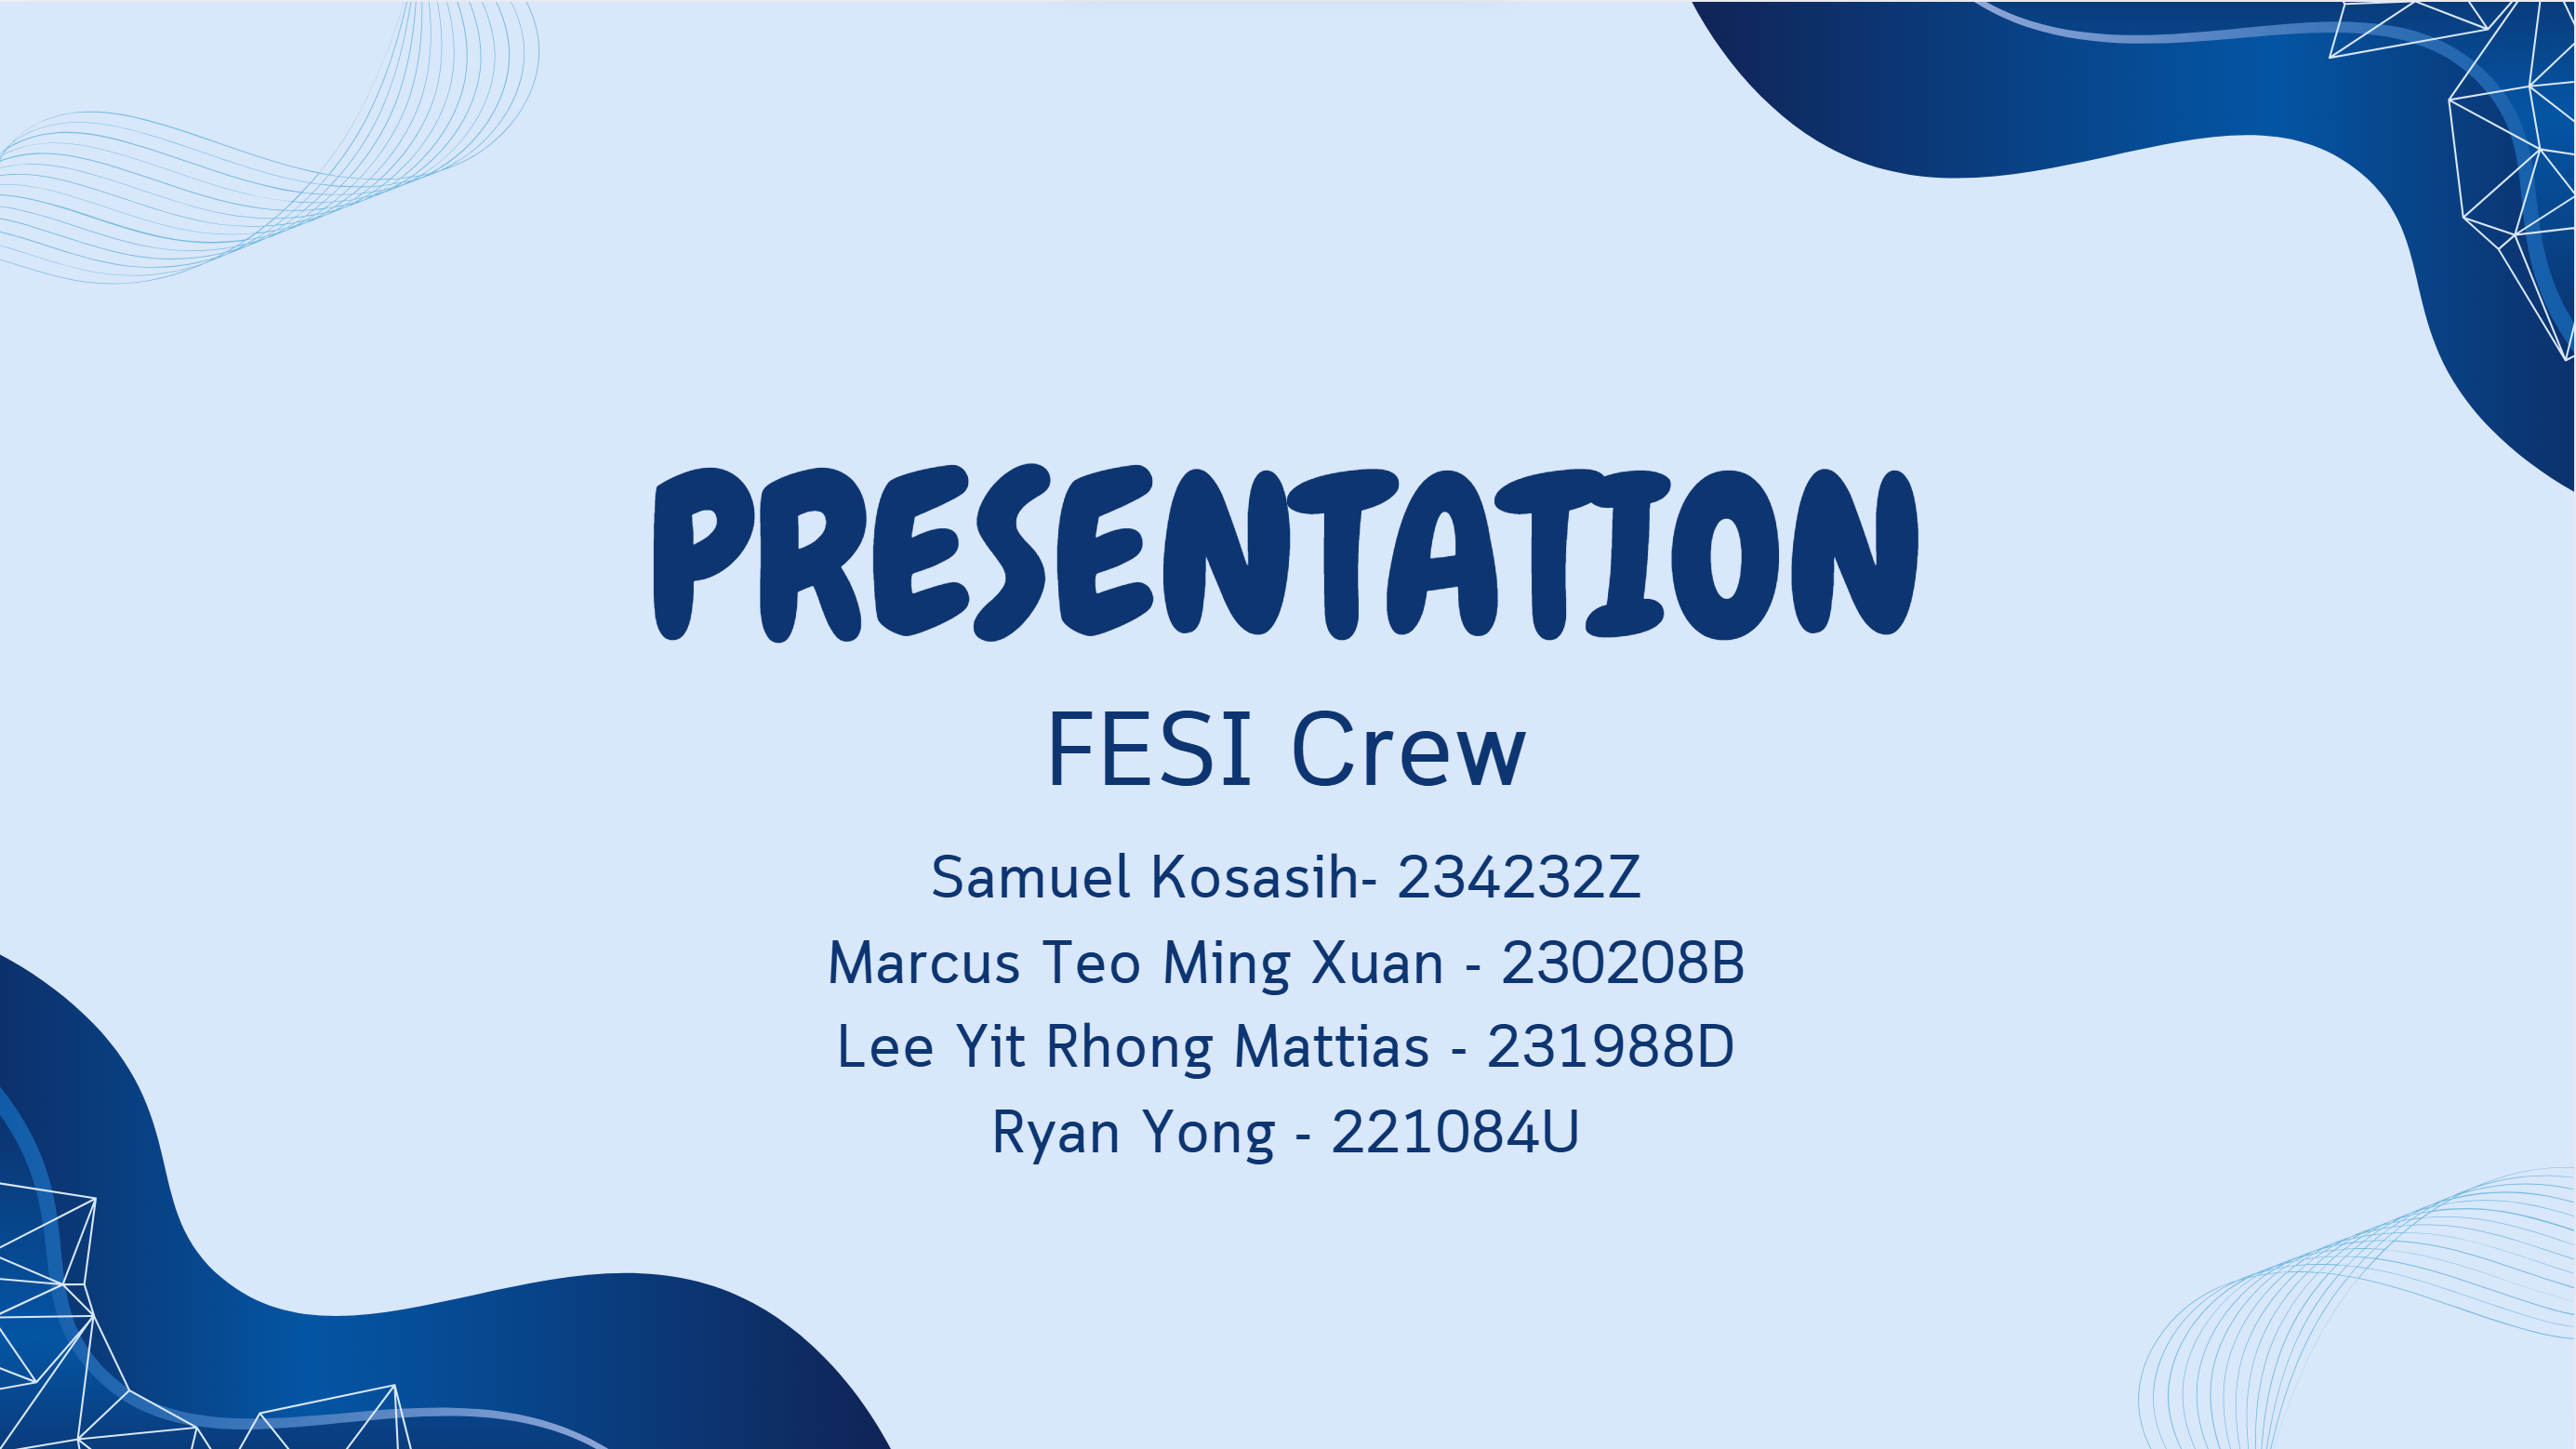 PRESENTATION
FESI Crew
Samuel Kosasih- 234232Z
Marcus Teo Ming Xuan - 230208B
Lee Yit Rhong Mattias - 231988D
Ryan Yong - 221084U